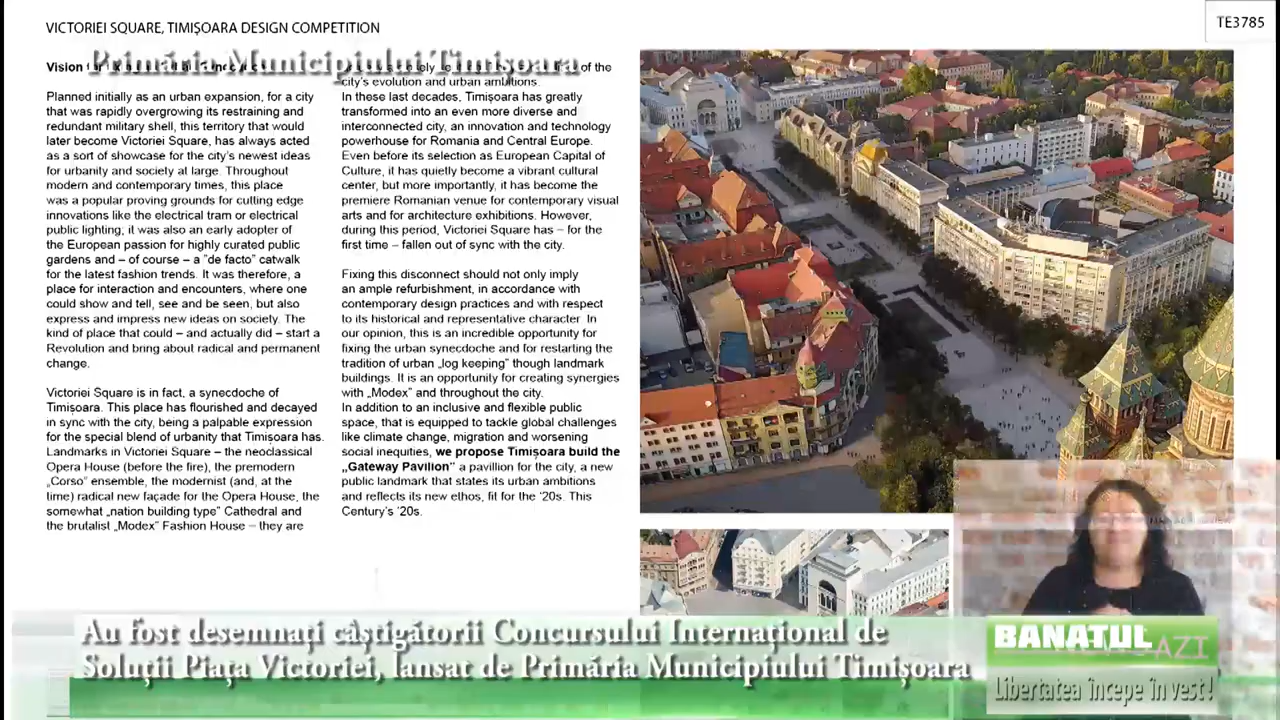 VICTORIEI SQUARE, TIMIȘOARA DESIGN COMPETITION
TE3785
Primăria Municipiului Timișoara
Vision
of the
city's evolution and urban ambitions.
Planned initially as an urban expansion, for a city
that was rapidly overgrowing its restraining and
redundant military shell, this territory that would
later become Victoriei Square, has always acted
as a sort of showcase for the city's newest ideas
for urbanity and society at large. Throughout
modern and contemporary times, this place
was a popular proving grounds for cutting edge
innovations like the electrical tram or electrical
public lighting; it was also an early adopter of
the European passion for highly curated public
gardens and – of course – a "de facto" catwalk
for the latest fashion trends. It was therefore, a
place for interaction and encounters, where one
could show and tell, see and be seen, but also
express and impress new ideas on society. The
kind of place that could – and actually did – start a
Revolution and bring about radical and permanent
change.
Victoriei Square is in fact, a synecdoche of
Timișoara. This place has flourished and decayed
in sync with the city, being a palpable expression
for the special blend of urbanity that Timișoara has.
Landmarks in Victoriei Square – the neoclassical
Opera House (before the fire), the premodern
„Corso" ensemble, the modernist (and, at the
time) radical new façade for the Opera House, the
somewhat „nation building type" Cathedral and
the brutalist „Modex" Fashion House – they are
In these last decades, Timișoara has greatly
transformed into an even more diverse and
interconnected city, an innovation and technology
powerhouse for Romania and Central Europe.
Even before its selection as European Capital of
Culture, it has quietly become a vibrant cultural
center, but more importantly, it has become the
premiere Romanian venue for contemporary visual
arts and for architecture exhibitions. However,
during this period, Victoriei Square has – for the
first time – fallen out of sync with the city.
Fixing this disconnect should not only imply
an ample refurbishment, in accordance with
contemporary design practices and with respect
to its historical and representative character. In
our opinion, this is an incredible opportunity for
fixing the urban synecdoche and for restarting the
tradition of urban „log keeping" though landmark
buildings. It is an opportunity for creating synergies
with „Modex" and throughout the city.
In addition to an inclusive and flexible public
space, that is equipped to tackle global challenges
like climate change, migration and worsening
social inequities, we propose Timișoara build the
„Gateway Pavilion" a pavillion for the city, a new
public landmark that states its urban ambitions
and reflects its new ethos, fit for the '20s. This
Century's '20s.
Au fost desemnați câștigătorii Concursului Internațional de
Soluții Piața Victoriei, lansat de Primăria Municipiului Timișoara
BANATUL
AZI
Libertatea începe în vest!